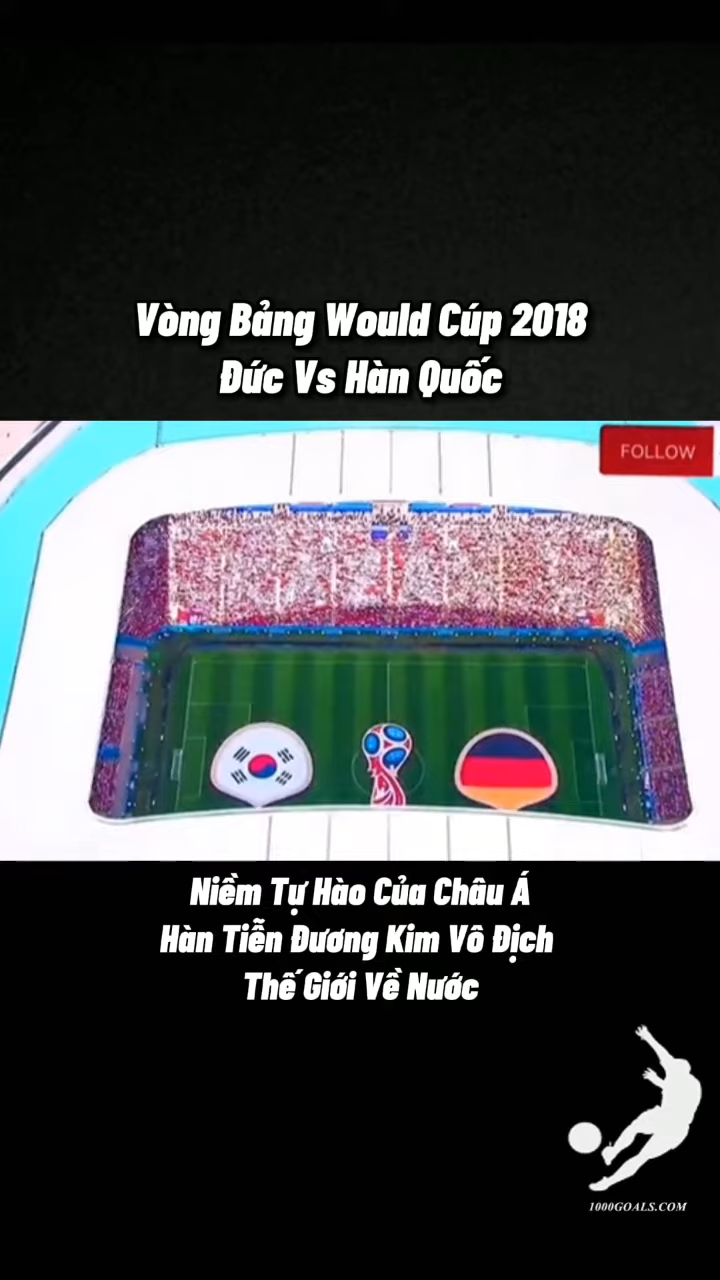 Vòng Bảng Would Cúp 2018
Đức Vs Hàn Quốc
FOLLOW
Niềm Tự Hào Của Châu Á
Hàn Tiễn Đương Kim Vô Địch
Thế Giới Về Nước
1000GOALS.COM